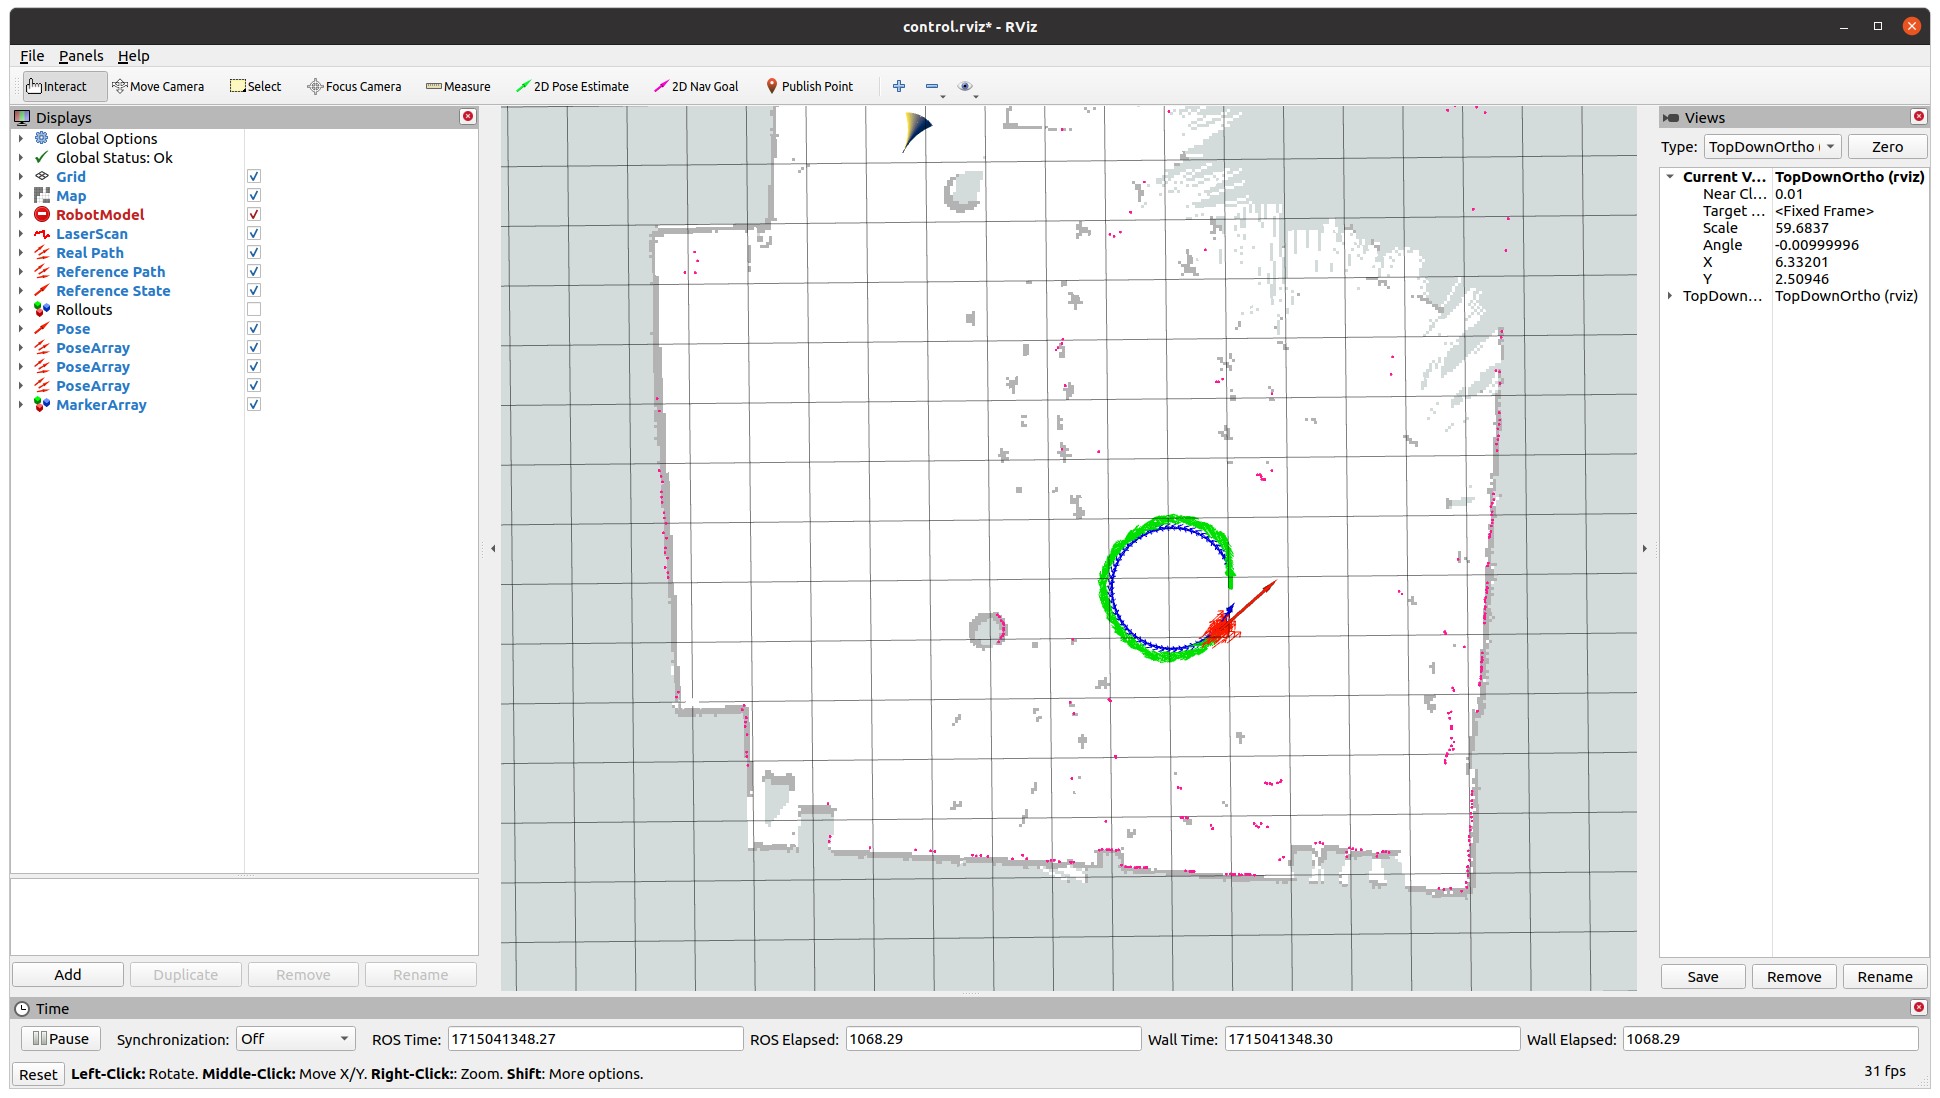 control.rviz* - RViz
File Panels Help
Interact Move Camera Select Focus Camera Measure 2D Pose Estimate 2D Nav Goal Publish Point
Displays
Global Options
Global Status: Ok
Grid
Map
RobotModel
LaserScan
Real Path
Reference Path
Reference State
Rollouts
Pose
PoseArray
PoseArray
PoseArray
MarkerArray
Add Duplicate Remove Rename
Views
Type: TopDownOrtho Zero
Current V... TopDownOrtho (rviz)
Near Cl... 0.01
Target ... <Fixed Frame>
Scale 59.6837
Angle -0.00999996
X 6.33201
Y 2.50946
TopDown... TopDownOrtho (rviz)
Save Remove Rename
Time
Pause Synchronization: Off ROS Time: 1715041348.27 ROS Elapsed: 1068.29 Wall Time: 1715041348.30 Wall Elapsed: 1068.29
Reset Left-Click: Rotate. Middle-Click: Move X/Y. Right-Click:: Zoom. Shift: More options. 31 fps